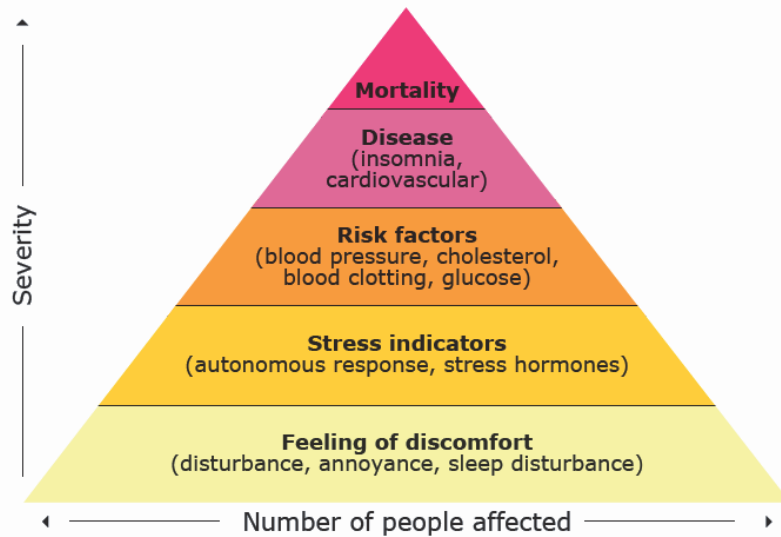 Severity
Mortality
Disease
(insomnia,
cardiovascular)
Risk factors
(blood pressure, cholesterol,
blood clotting, glucose)
Stress indicators
(autonomous response, stress hormones)
Feeling of discomfort
(disturbance, annoyance, sleep disturbance)
Number of people affected